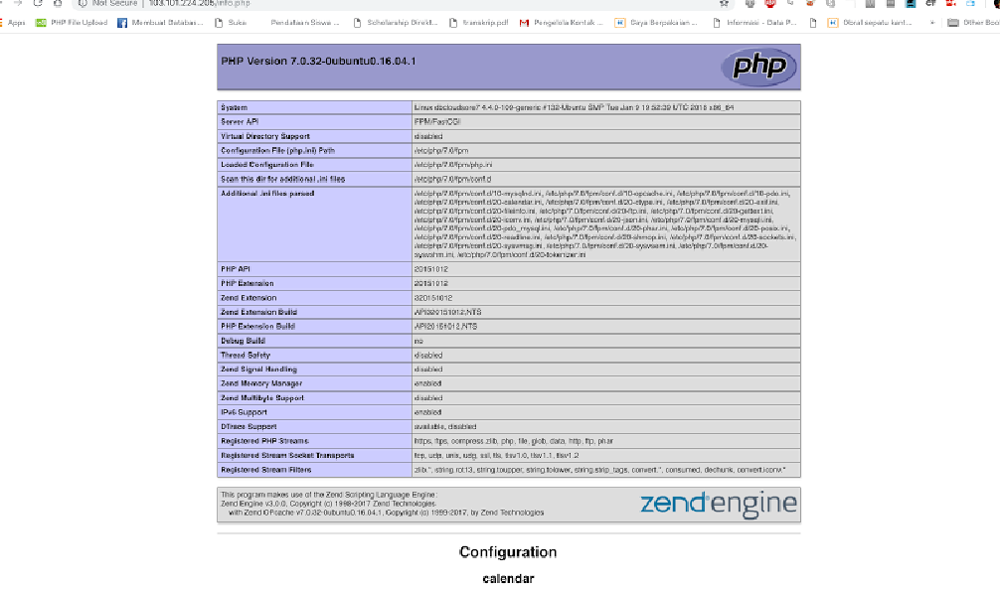 Not Secure | 103.101.224.205/info.php
Apps PHP File Upload Membuat Databas... Suka Pendataan Siswa ... Scholarship Direkt... transkrip.pdf Pengelola Kontak ... Gaya Berpakaian ... Informasi - Data P... Obral sepatu kant... » Other Boo
PHP Version 7.0.32-0ubuntu0.16.04.1
php
System Linux 4.4.0-109-generic #132-Ubuntu SMP Tue Jan 9 19:52:39 UTC 2018 x86_64
Server API FPM/FastCGI
Virtual Directory Support disabled
Configuration File (php.ini) Path /etc/php/7.0/fpm
Loaded Configuration File /etc/php/7.0/fpm/php.ini
Scan this dir for additional .ini files /etc/php/7.0/fpm/conf.d
Additional .ini files parsed /etc/php/7.0/fpm/conf.d/10-mysqlnd.ini, /etc/php/7.0/fpm/conf.d/10-opcache.ini, /etc/php/7.0/fpm/conf.d/10-pdo.ini,
/etc/php/7.0/fpm/conf.d/20-calendar.ini, /etc/php/7.0/fpm/conf.d/20-ctype.ini, /etc/php/7.0/fpm/conf.d/20-exif.ini,
/etc/php/7.0/fpm/conf.d/20-fileinfo.ini, /etc/php/7.0/fpm/conf.d/20-ftp.ini, /etc/php/7.0/fpm/conf.d/20-gettext.ini,
/etc/php/7.0/fpm/conf.d/20-iconv.ini, /etc/php/7.0/fpm/conf.d/20-json.ini, /etc/php/7.0/fpm/conf.d/20-mysqli.ini,
/etc/php/7.0/fpm/conf.d/20-pdo_mysql.ini, /etc/php/7.0/fpm/conf.d/20-phar.ini, /etc/php/7.0/fpm/conf.d/20-posix.ini,
/etc/php/7.0/fpm/conf.d/20-readline.ini, /etc/php/7.0/fpm/conf.d/20-shmop.ini, /etc/php/7.0/fpm/conf.d/20-sockets.ini,
/etc/php/7.0/fpm/conf.d/20-sysvmsg.ini, /etc/php/7.0/fpm/conf.d/20-sysvsem.ini, /etc/php/7.0/fpm/conf.d/20-
sysvshm.ini, /etc/php/7.0/fpm/conf.d/20-tokenizer.ini
PHP API 20151012
PHP Extension 20151012
Zend Extension 320151012
Zend Extension Build API320151012,NTS
PHP Extension Build API20151012,NTS
Debug Build no
Thread Safety disabled
Zend Signal Handling disabled
Zend Memory Manager enabled
Zend Multibyte Support disabled
IPv6 Support enabled
DTrace Support available, disabled
Registered PHP Streams https, ftps, compress.zlib, php, file, glob, data, http, ftp, phar
Registered Stream Socket Transports tcp, udp, unix, udg, ssl, tls, tlsv1.0, tlsv1.1, tlsv1.2
Registered Stream Filters zlib.*, string.rot13, string.toupper, string.tolower, string.strip_tags, convert.*, consumed, dechunk, convert.iconv.*
This program makes use of the Zend Scripting Language Engine:
Zend Engine v3.0.0, Copyright (c) 1998-2017 Zend Technologies
with Zend OPcache v7.0.32-0ubuntu0.16.04.1, Copyright (c) 1999-2017, by Zend Technologies
zend engine
Configuration
calendar